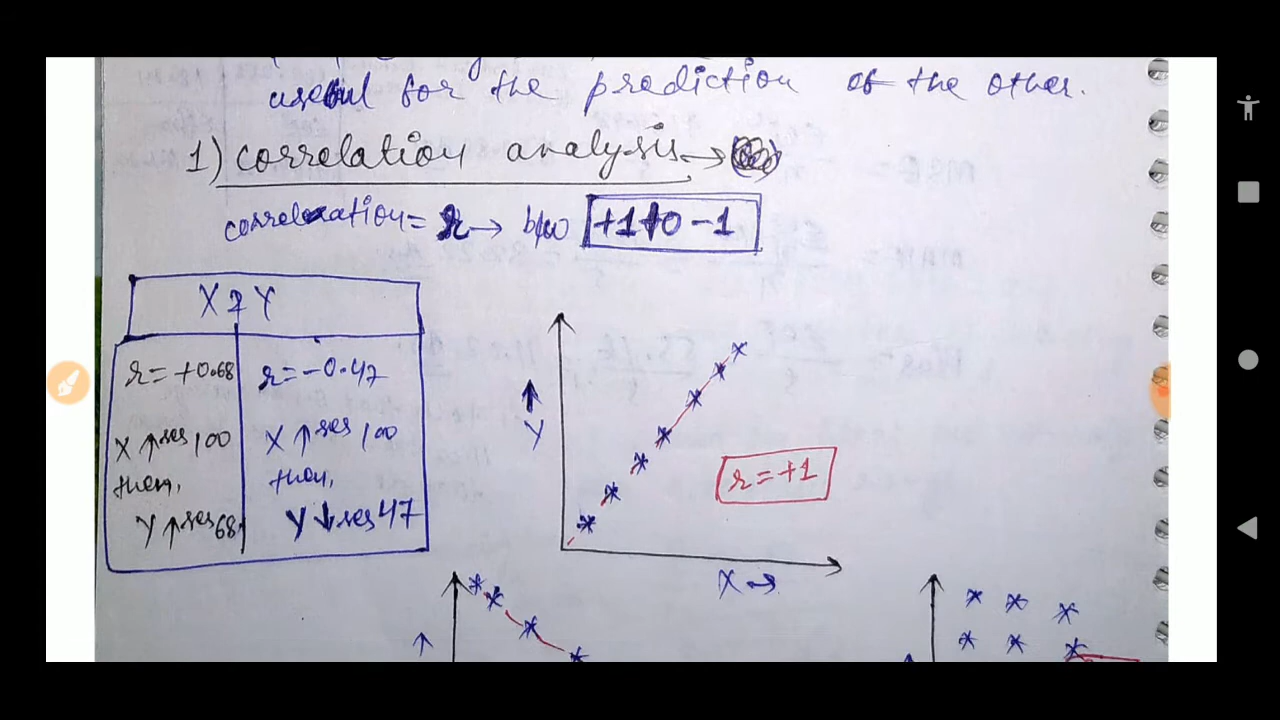 useful for the prediction of the other.
1) correlation analysis →
correlation = r → b/w +1 to -1
X & Y
r = +0.68
X ↑ses 100
then,
Y ↑ses 68
r = -0.47
X ↑ses 100
then,
Y ↓ses 47
↑
Y
r = +1
X →
↑